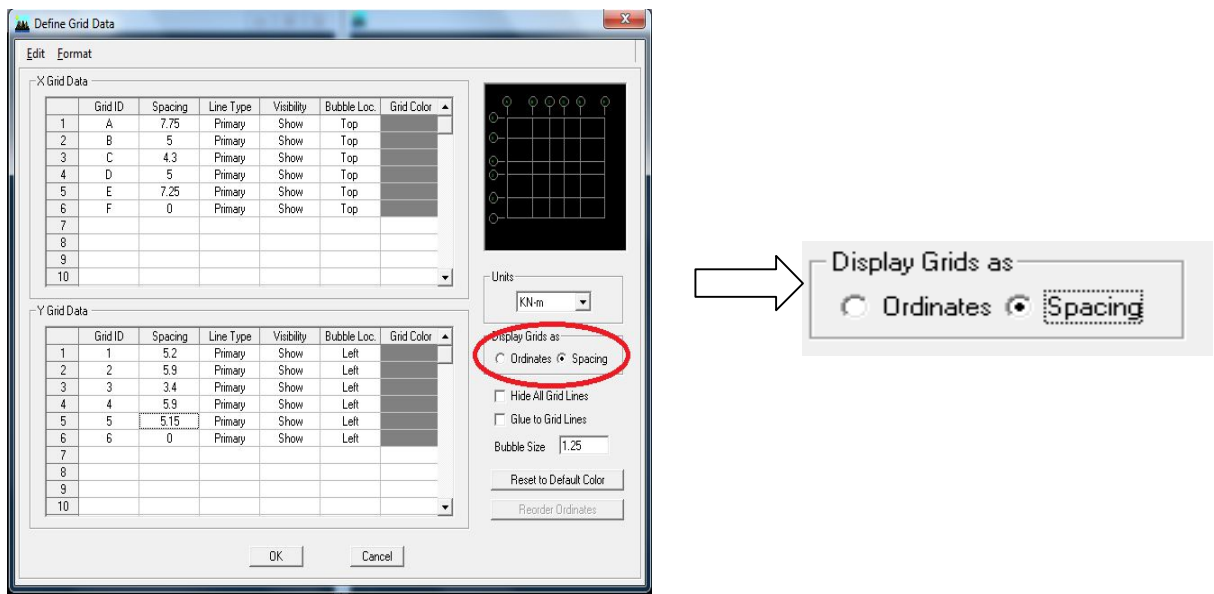 Define Grid Data
X
Edit Format
X Grid Data
Grid ID Spacing Line Type Visibility Bubble Loc. Grid Color
1 A 7.75 Primary Show Top
2 B 5 Primary Show Top
3 C 4.3 Primary Show Top
4 D 5 Primary Show Top
5 E 7.25 Primary Show Top
6 F 0 Primary Show Top
7
8
9
10
Units
KN-m
Y Grid Data
Grid ID Spacing Line Type Visibility Bubble Loc. Grid Color
1 1 5.2 Primary Show Left
2 2 5.9 Primary Show Left
3 3 3.4 Primary Show Left
4 4 5.9 Primary Show Left
5 5 5.15 Primary Show Left
6 6 0 Primary Show Left
7
8
9
10
Display Grids as
Ordinates Spacing
Hide All Grid Lines
Glue to Grid Lines
Bubble Size 1.25
Reset to Default Color
Reorder Ordinates
OK Cancel
Display Grids as
Ordinates Spacing